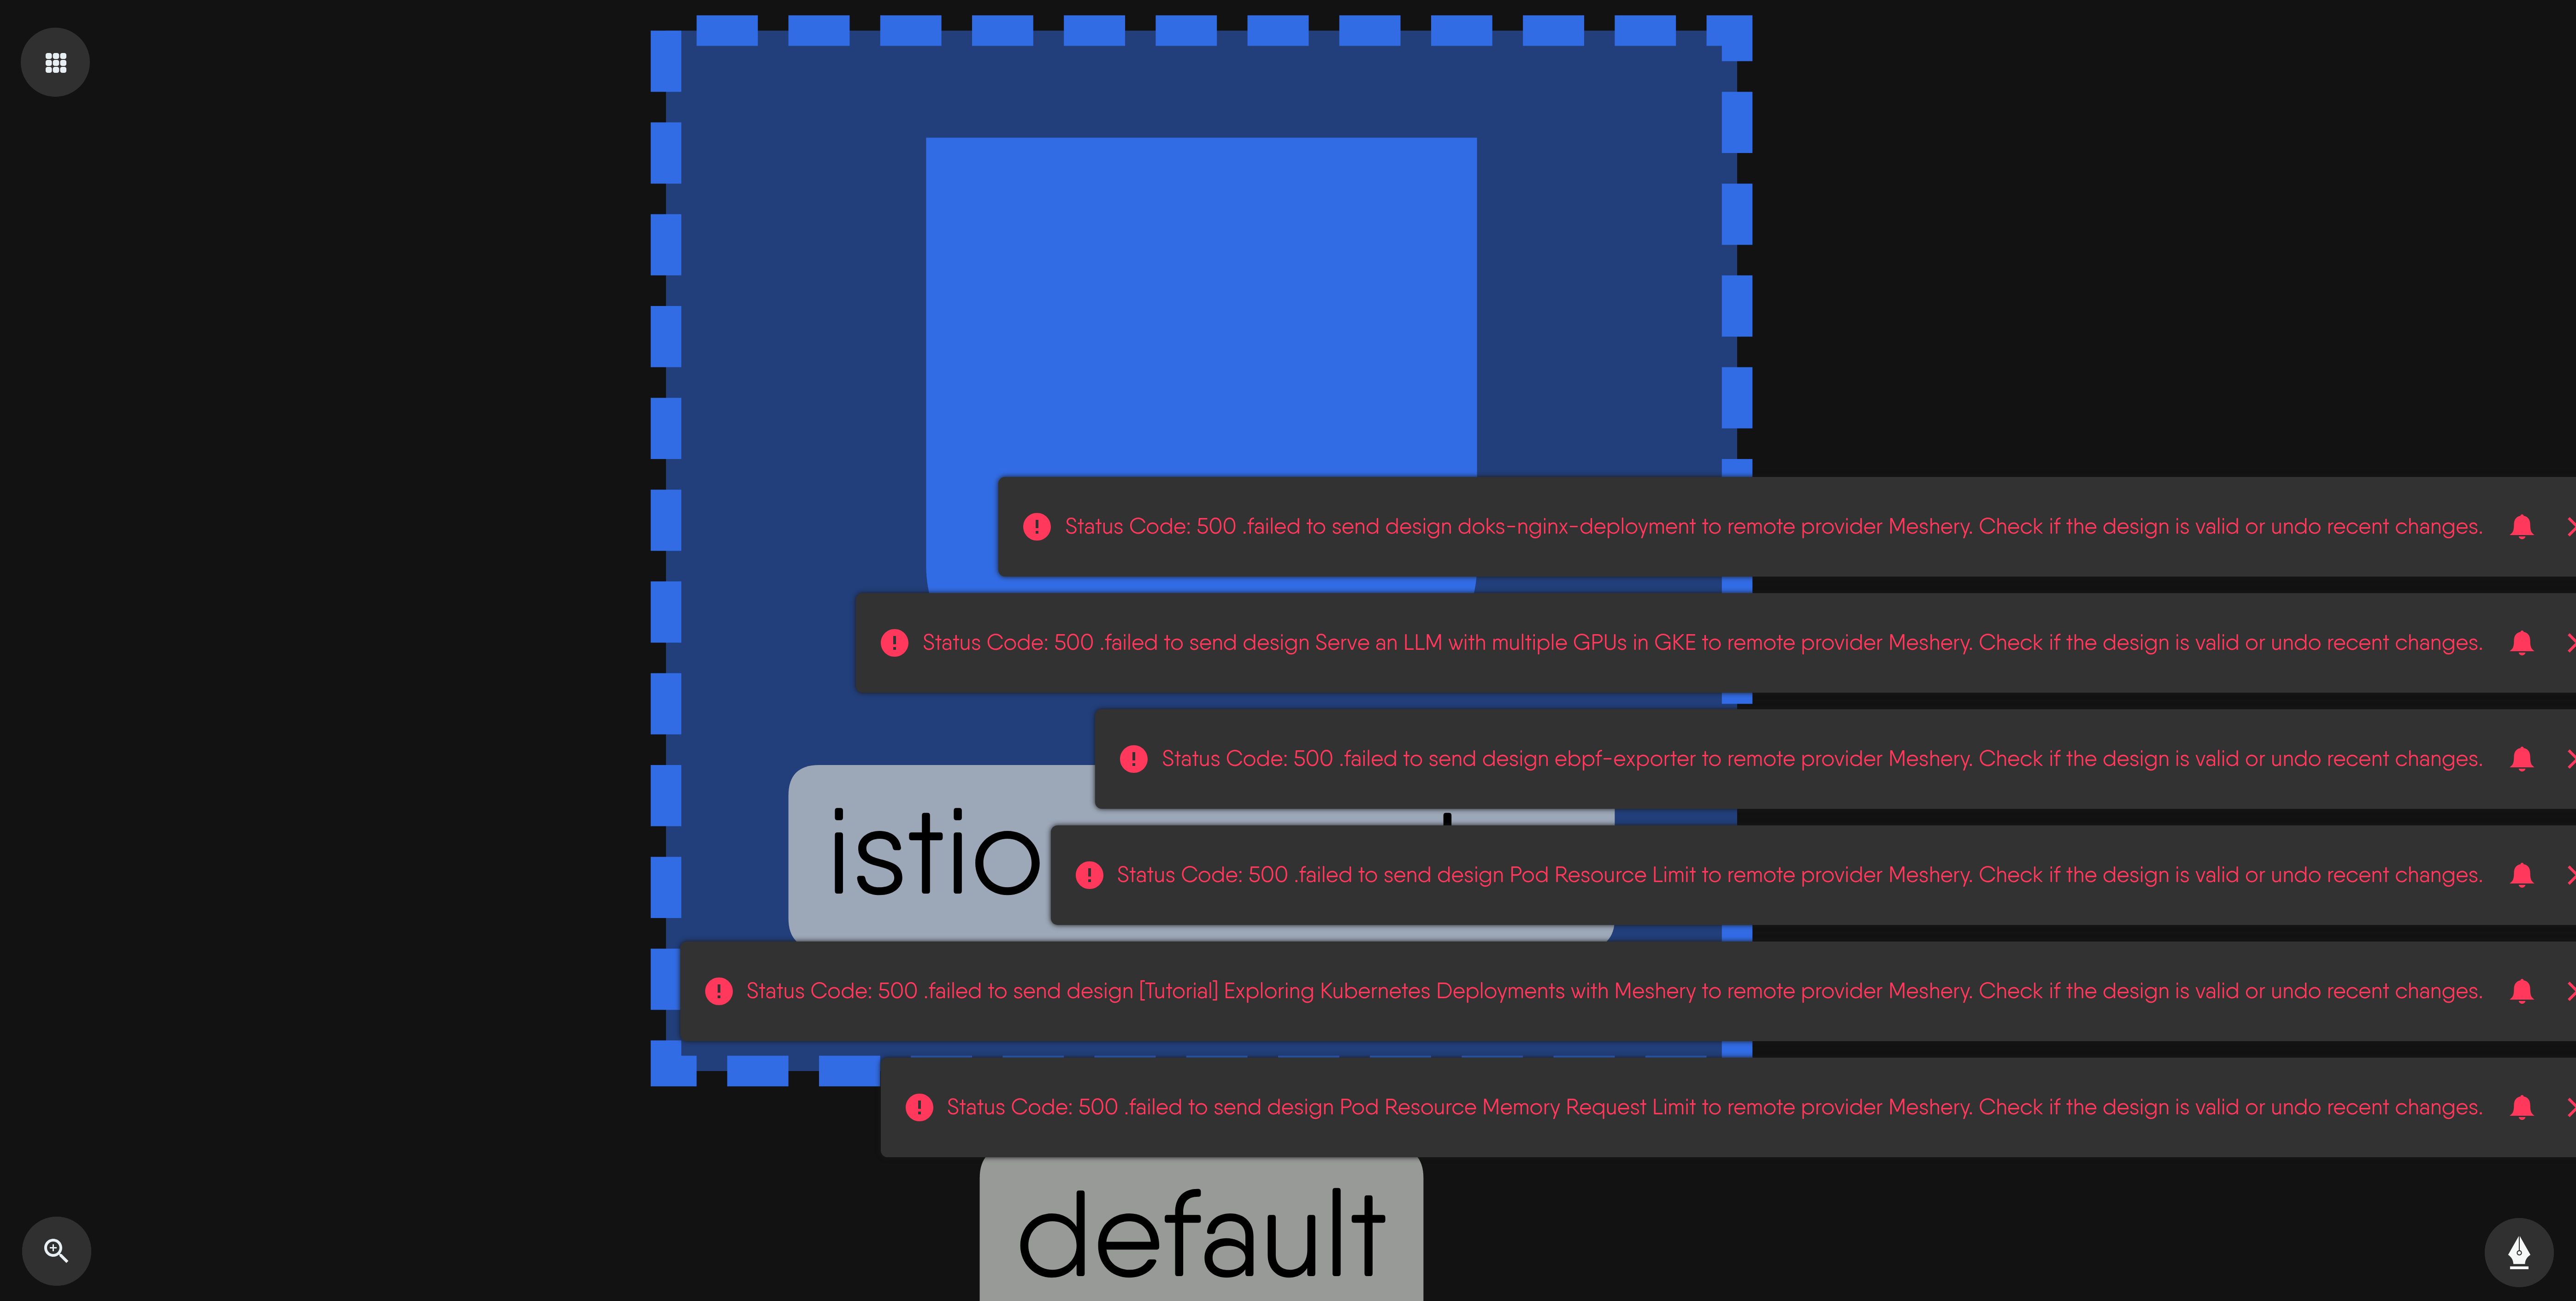 Status Code: 500 .failed to send design doks-nginx-deployment to remote provider Meshery. Check if the design is valid or undo recent changes.
Status Code: 500 .failed to send design Serve an LLM with multiple GPUs in GKE to remote provider Meshery. Check if the design is valid or undo recent changes.
Status Code: 500 .failed to send design ebpf-exporter to remote provider Meshery. Check if the design is valid or undo recent changes.
istio
Status Code: 500 .failed to send design Pod Resource Limit to remote provider Meshery. Check if the design is valid or undo recent changes.
Status Code: 500 .failed to send design [Tutorial] Exploring Kubernetes Deployments with Meshery to remote provider Meshery. Check if the design is valid or undo recent changes.
Status Code: 500 .failed to send design Pod Resource Memory Request Limit to remote provider Meshery. Check if the design is valid or undo recent changes.
default